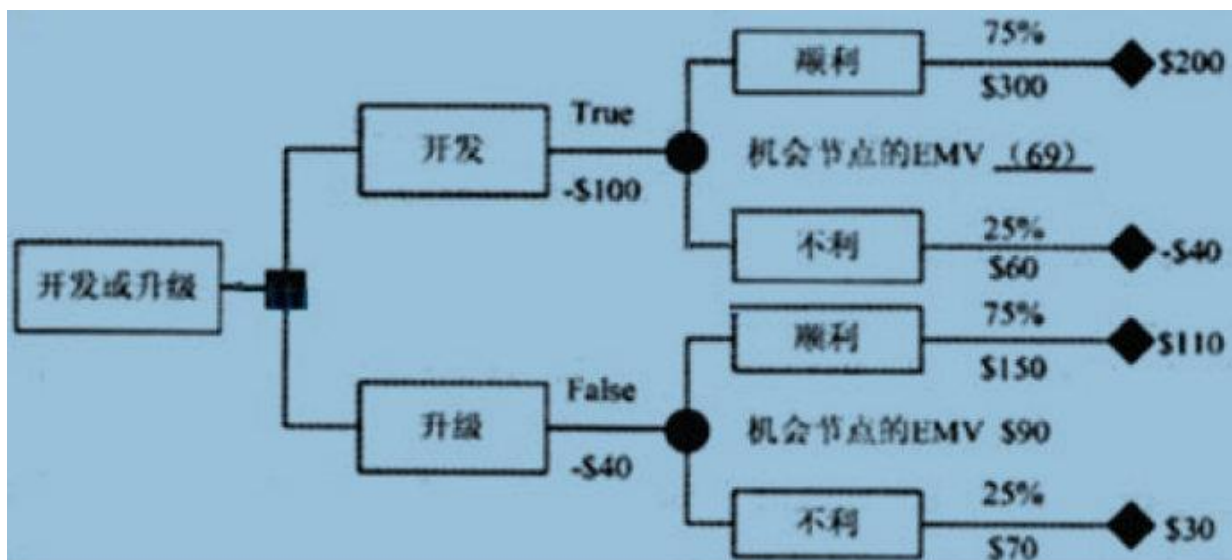 75%
顺利
$200
True
$300
开发
机会节点的EMV （69）
-$100
25%
不利
-$40
开发或升级
$60
75%
顺利
$110
False
$150
升级
机会节点的EMV $90
-$40
25%
不利
$30
$70